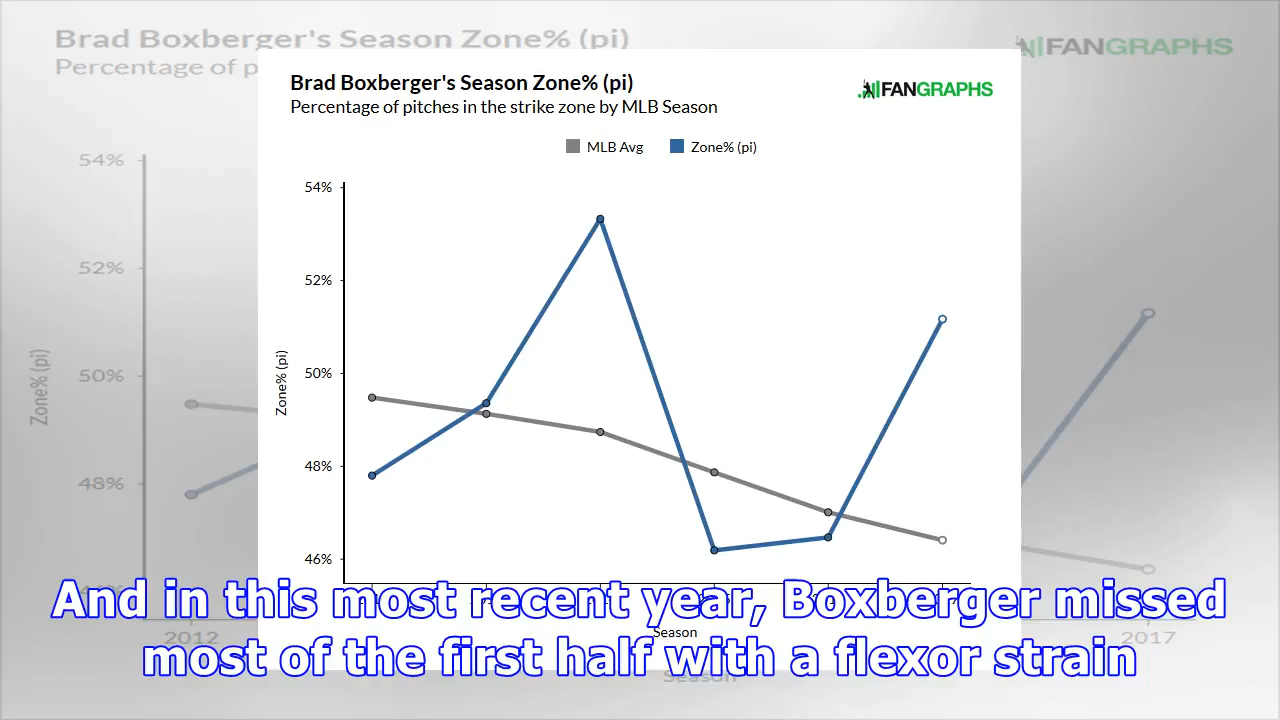 Brad Boxberger's Season Zone% (pi)
Percentage of p
FANGRAPHS
54%
52%
50%
48%
Zone% (pi)
2012
2017
Season
Brad Boxberger's Season Zone% (pi)
Percentage of pitches in the strike zone by MLB Season
FANGRAPHS
MLB Avg
Zone% (pi)
54%
52%
50%
48%
46%
Zone% (pi)
Season
And in this most recent year, Boxberger missed
most of the first half with a flexor strain